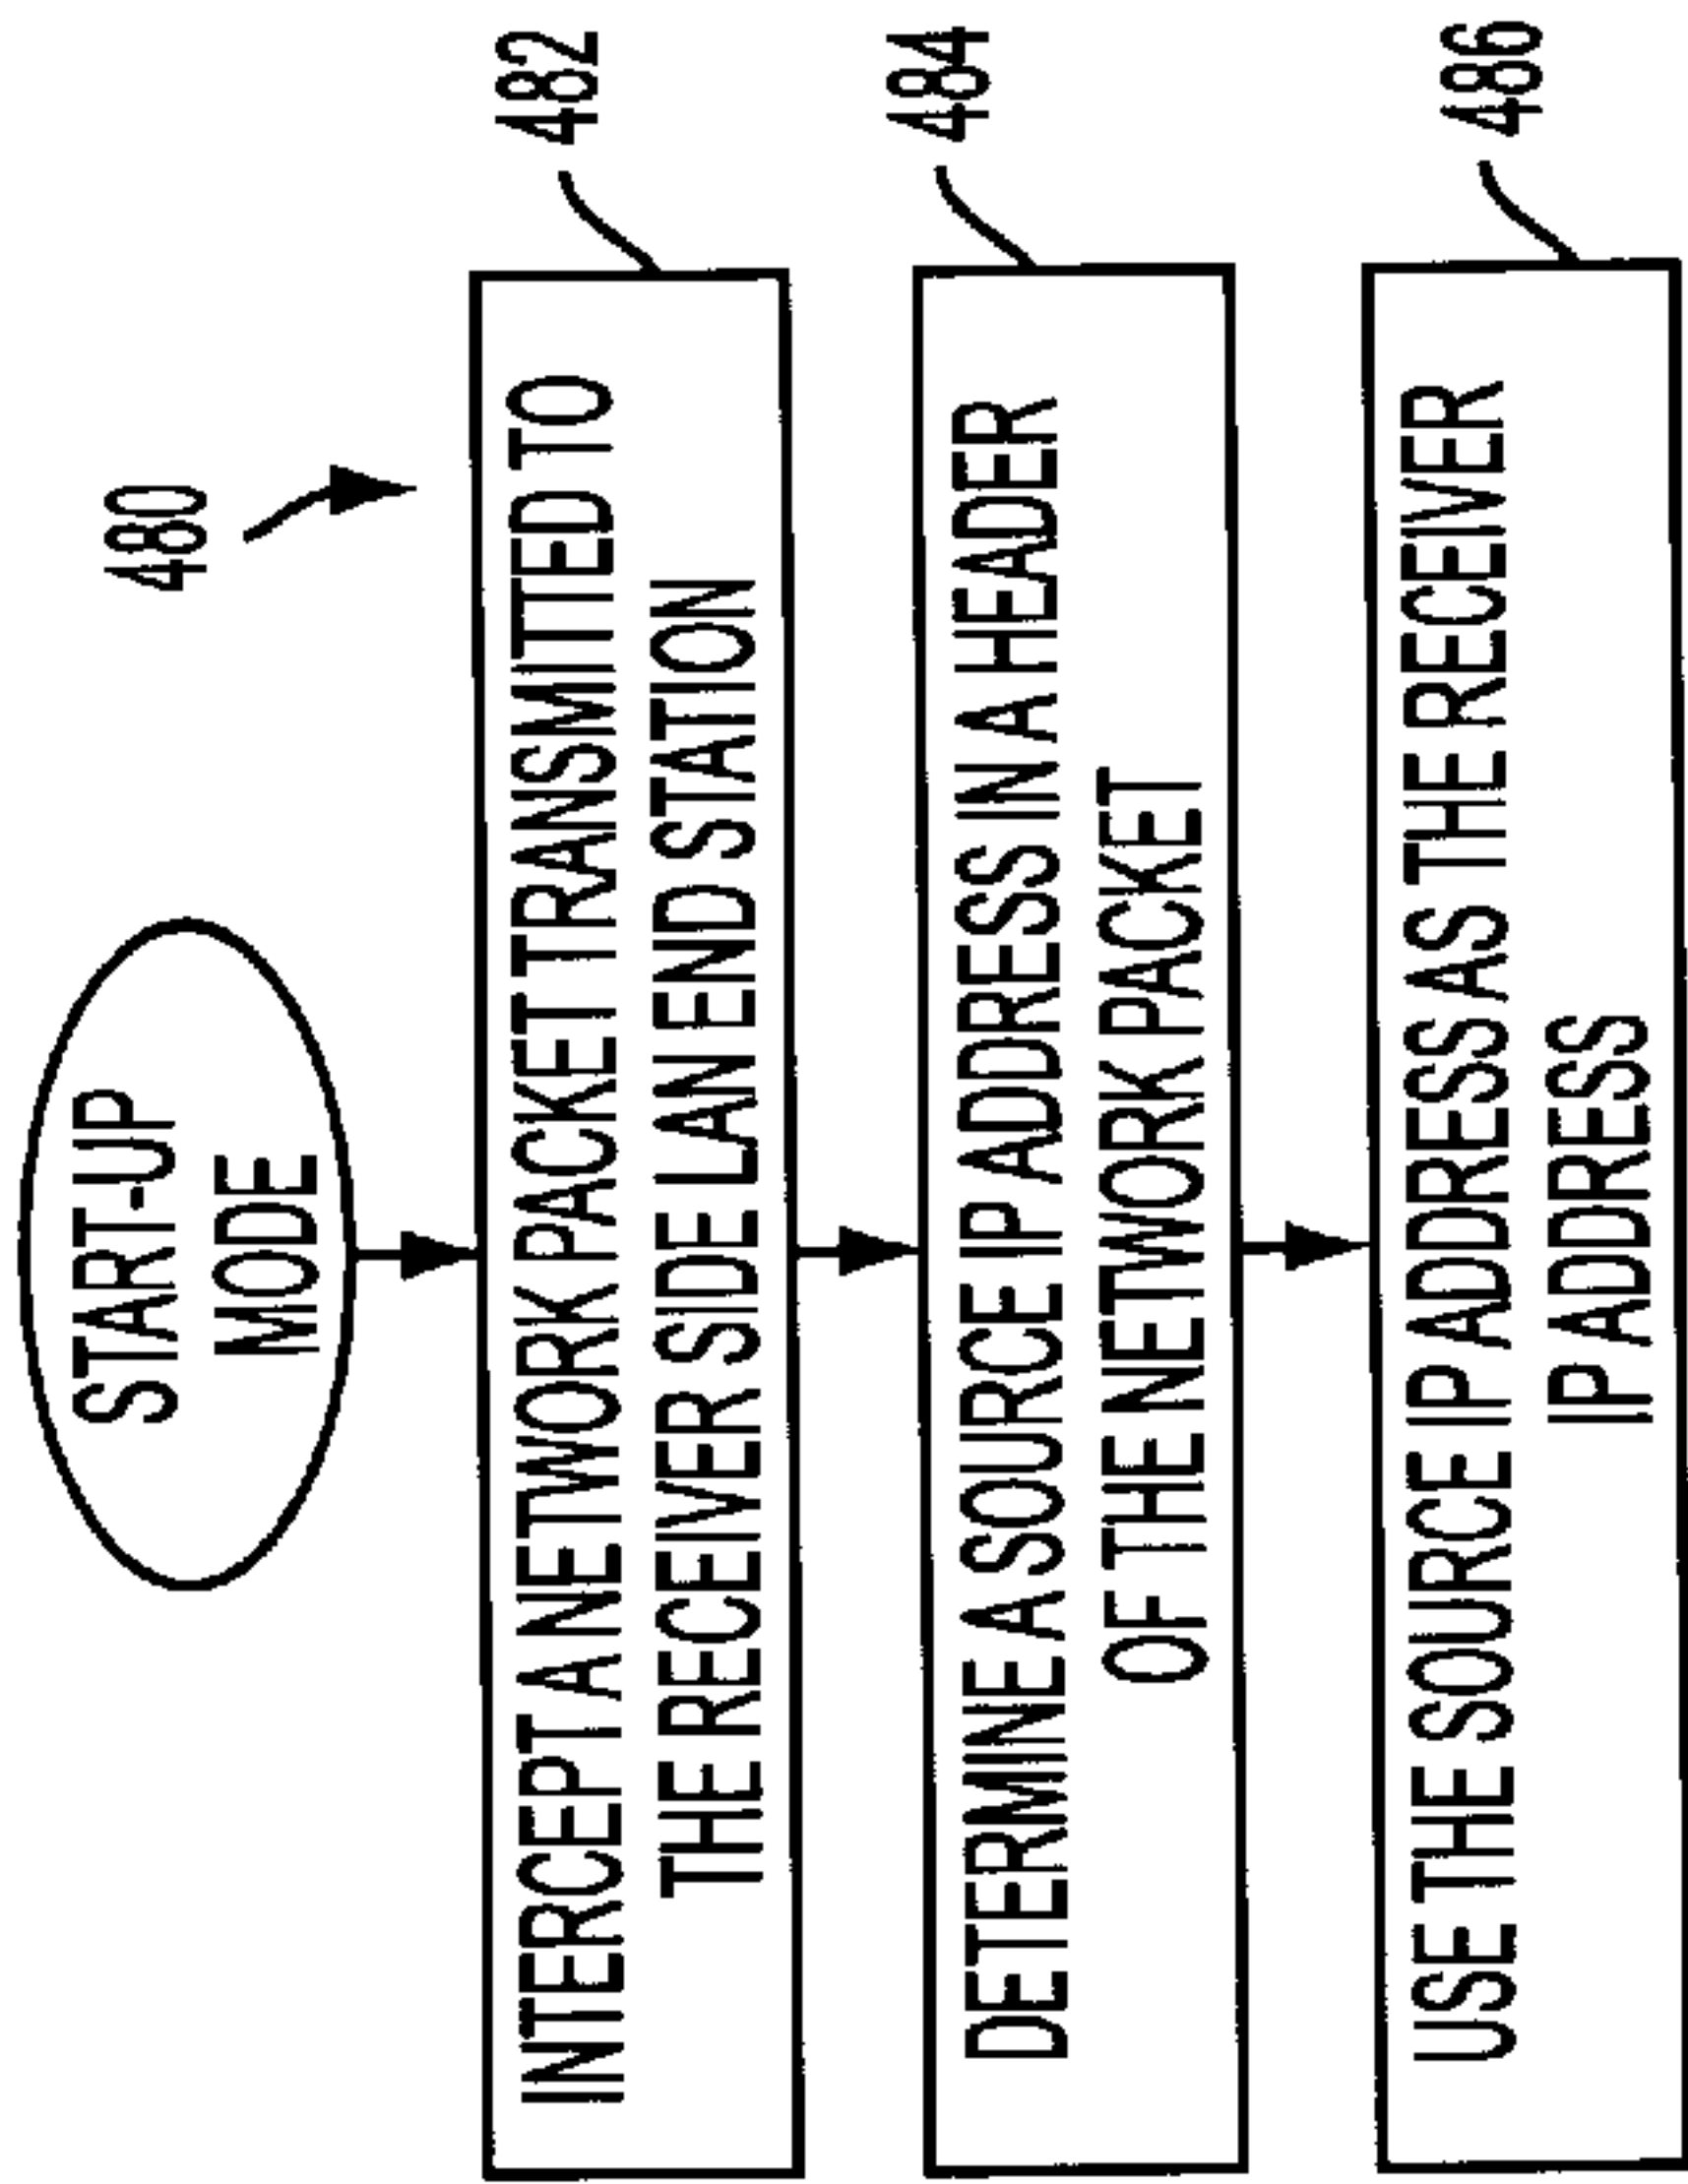 480
START-UP
MODE
482
INTERCEPT A NETWORK PACKET TRANSMITTED TO
THE RECEIVER SIDE LAN END STATION
484
DETERMINE A SOURCE IP ADDRESS IN A HEADER
OF THE NETWORK PACKET
486
USE THE SOURCE IP ADDRESS AS THE RECEIVER
IP ADDRESS